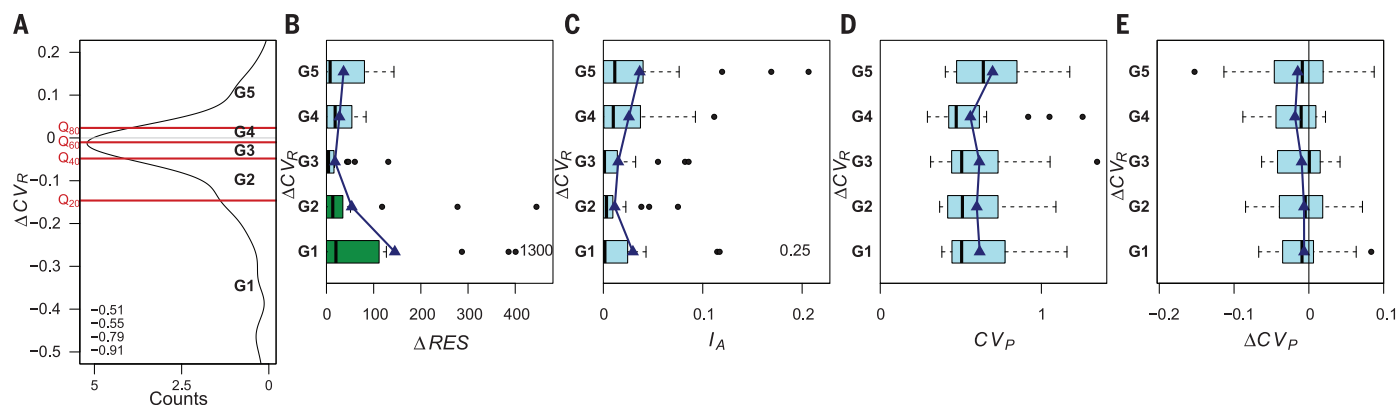 A
0.2
0.1
0
−0.1
−0.2
−0.3
−0.4
−0.5
ΔCV_R
Q80
Q60
Q40
Q20
G5
G4
G3
G2
G1
−0.51
−0.55
−0.79
−0.91
5
2.5
0
Counts
B
ΔCV_R
G5
G4
G3
G2
G1
1300
0
100
200
300
400
ΔRES
C
ΔCV_R
G5
G4
G3
G2
G1
0.25
0
0.1
0.2
I_A
D
ΔCV_R
G5
G4
G3
G2
G1
0
1
CV_P
E
ΔCV_R
G5
G4
G3
G2
G1
−0.2
−0.1
0
0.1
ΔCV_P